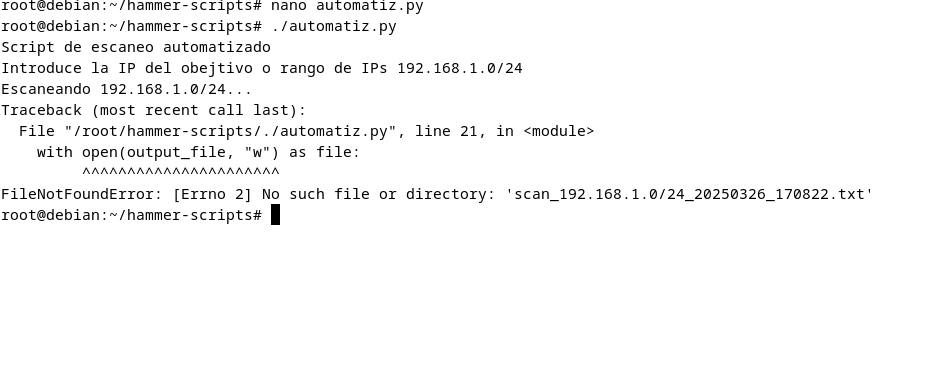 root@debian:~/hammer-scripts# nano automatiz.py
root@debian:~/hammer-scripts# ./automatiz.py
Script de escaneo automatizado
Introduce la IP del obejtivo o rango de IPs 192.168.1.0/24
Escaneando 192.168.1.0/24...
Traceback (most recent call last):
  File "/root/hammer-scripts/./automatiz.py", line 21, in <module>
    with open(output_file, "w") as file:
         ^^^^^^^^^^^^^^^^^^^^^^
FileNotFoundError: [Errno 2] No such file or directory: 'scan_192.168.1.0/24_20250326_170822.txt'
root@debian:~/hammer-scripts#